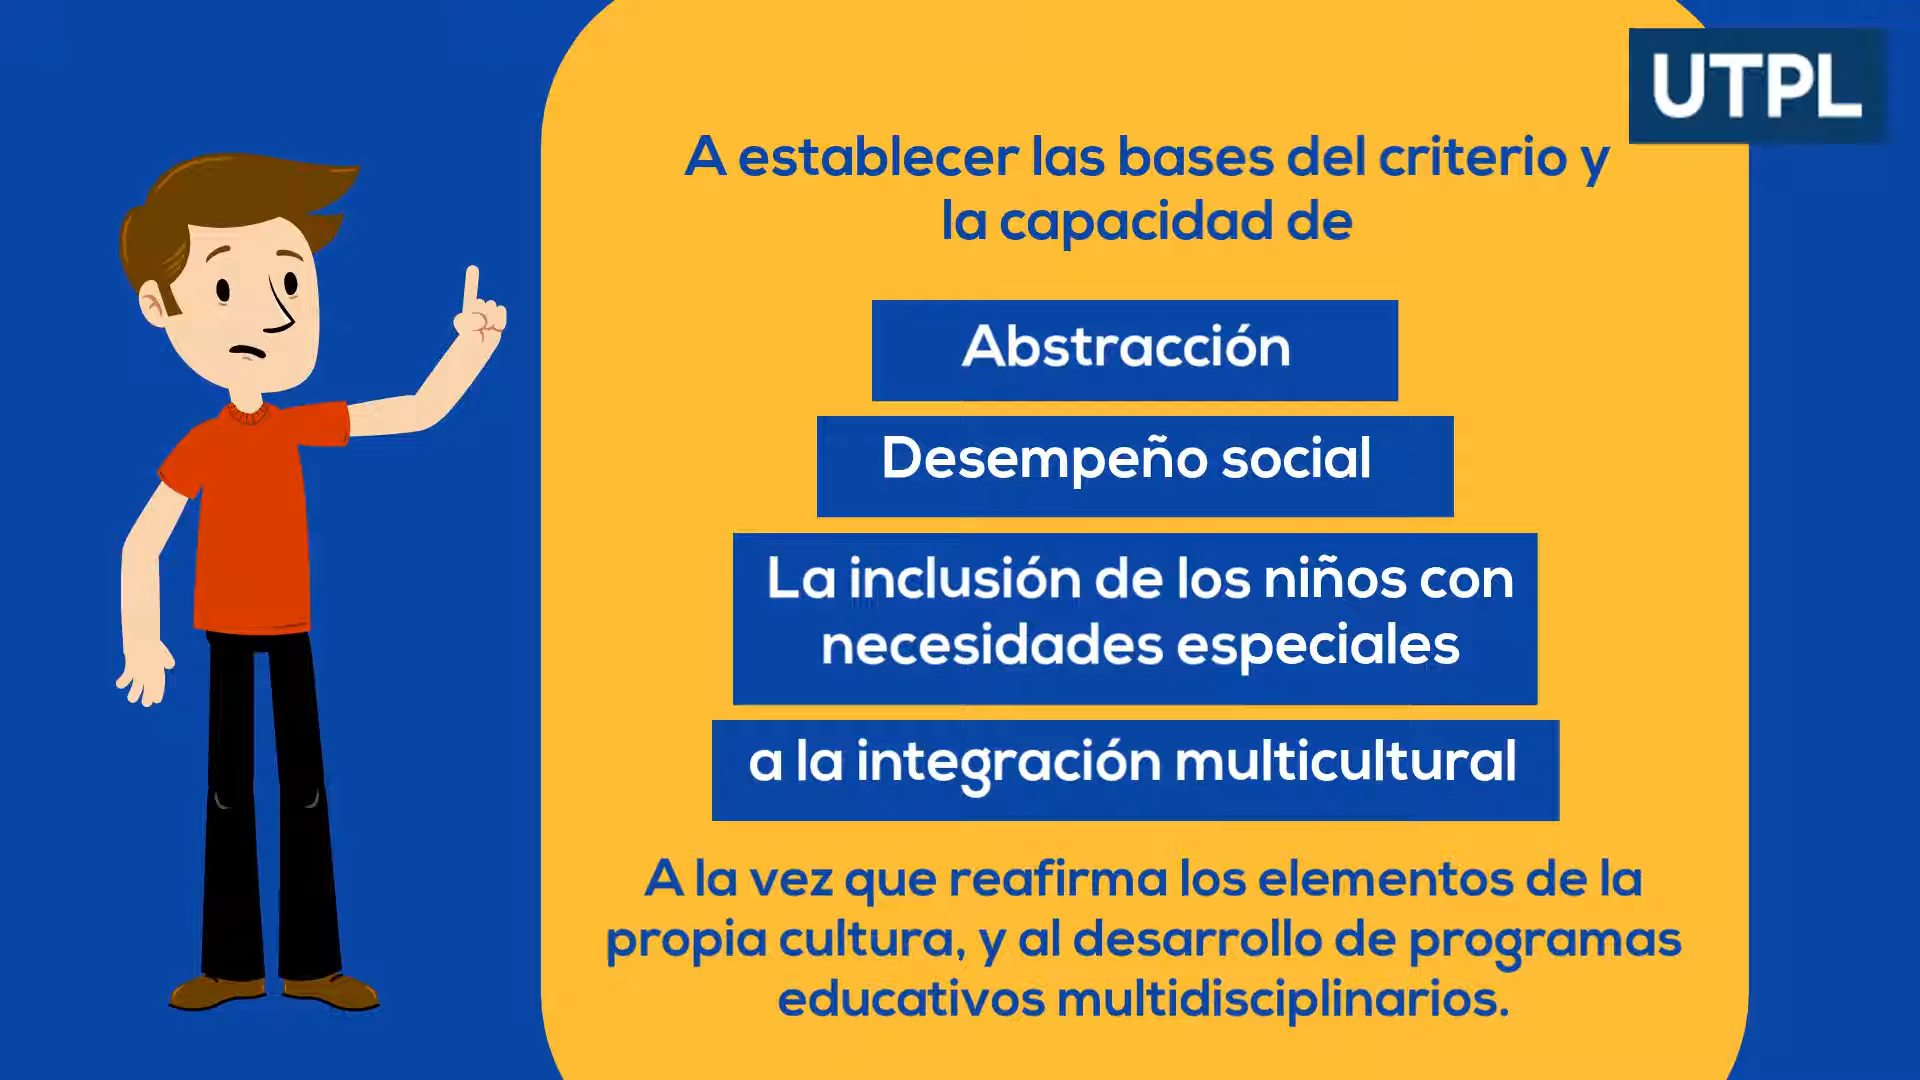 UTPL
A establecer las bases del criterio y
la capacidad de
Abstracción
Desempeño social
La inclusión de los niños con
necesidades especiales
a la integración multicultural
A la vez que reafirma los elementos de la
propia cultura, y al desarrollo de programas
educativos multidisciplinarios.